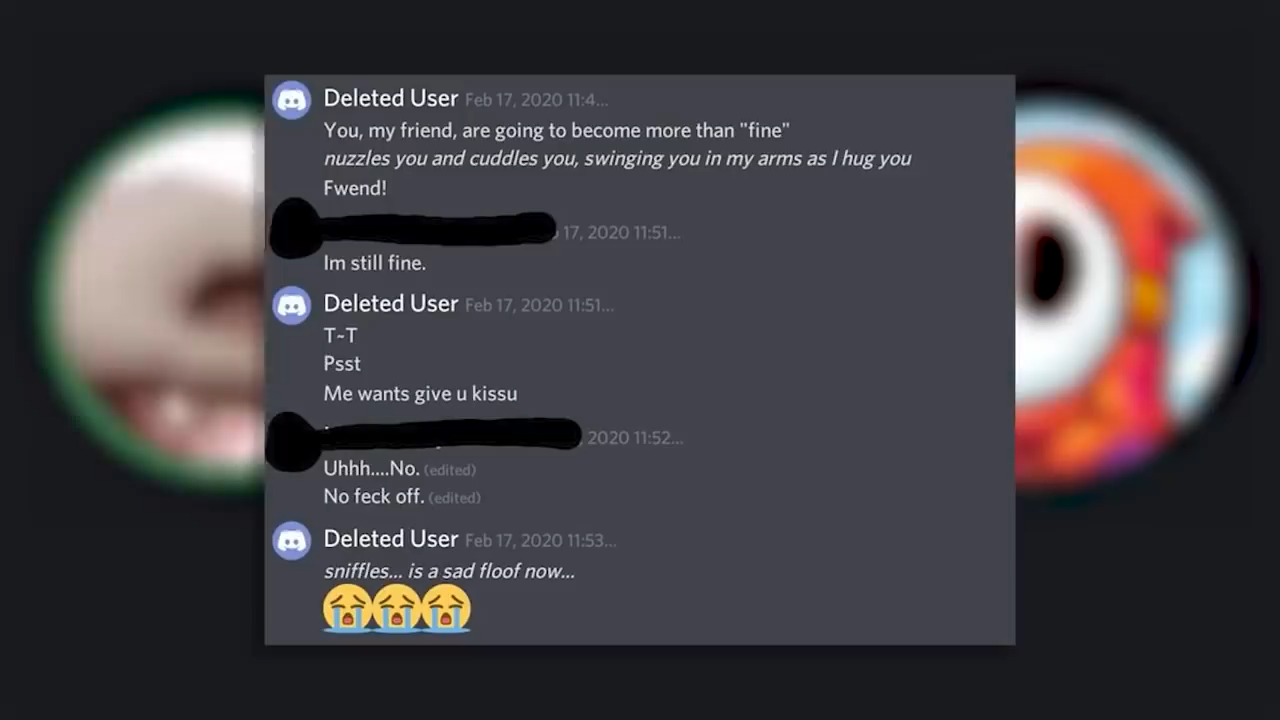 Deleted User Feb 17, 2020 11:4...
You, my friend, are going to become more than "fine"
nuzzles you and cuddles you, swinging you in my arms as I hug you
Fwend!
17, 2020 11:51...
Im still fine.
Deleted User Feb 17, 2020 11:51...
T~T
Psst
Me wants give u kissu
2020 11:52...
Uhhh....No. (edited)
No feck off. (edited)
Deleted User Feb 17, 2020 11:53...
sniffles... is a sad floof now...